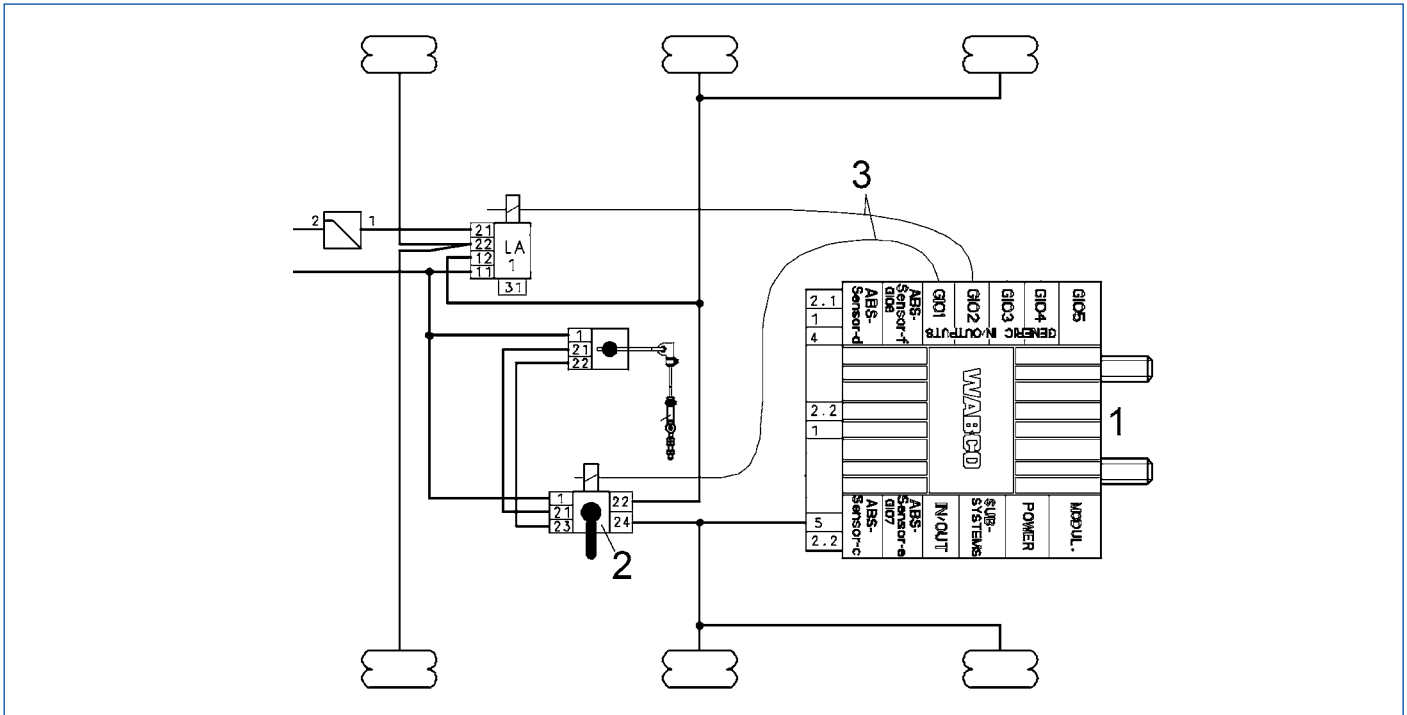 2
1
21
22
12
11
31
LA
1
3
1
21
22
1
21
23
22
24
2
2.1
1
4
2.2
1
5
2.2
ABS-
Sensor-d
ABS-
Sensor-f
GIO6
GIO1
GIO2
GIO3
GIO4
GIO5
GENERIC IN/OUTPUTS
WABCO
1
ABS-
Sensor-c
ABS-
Sensor-e
GIO7
IN/OUT
SUB-
SYSTEMS
POWER
MODUL.